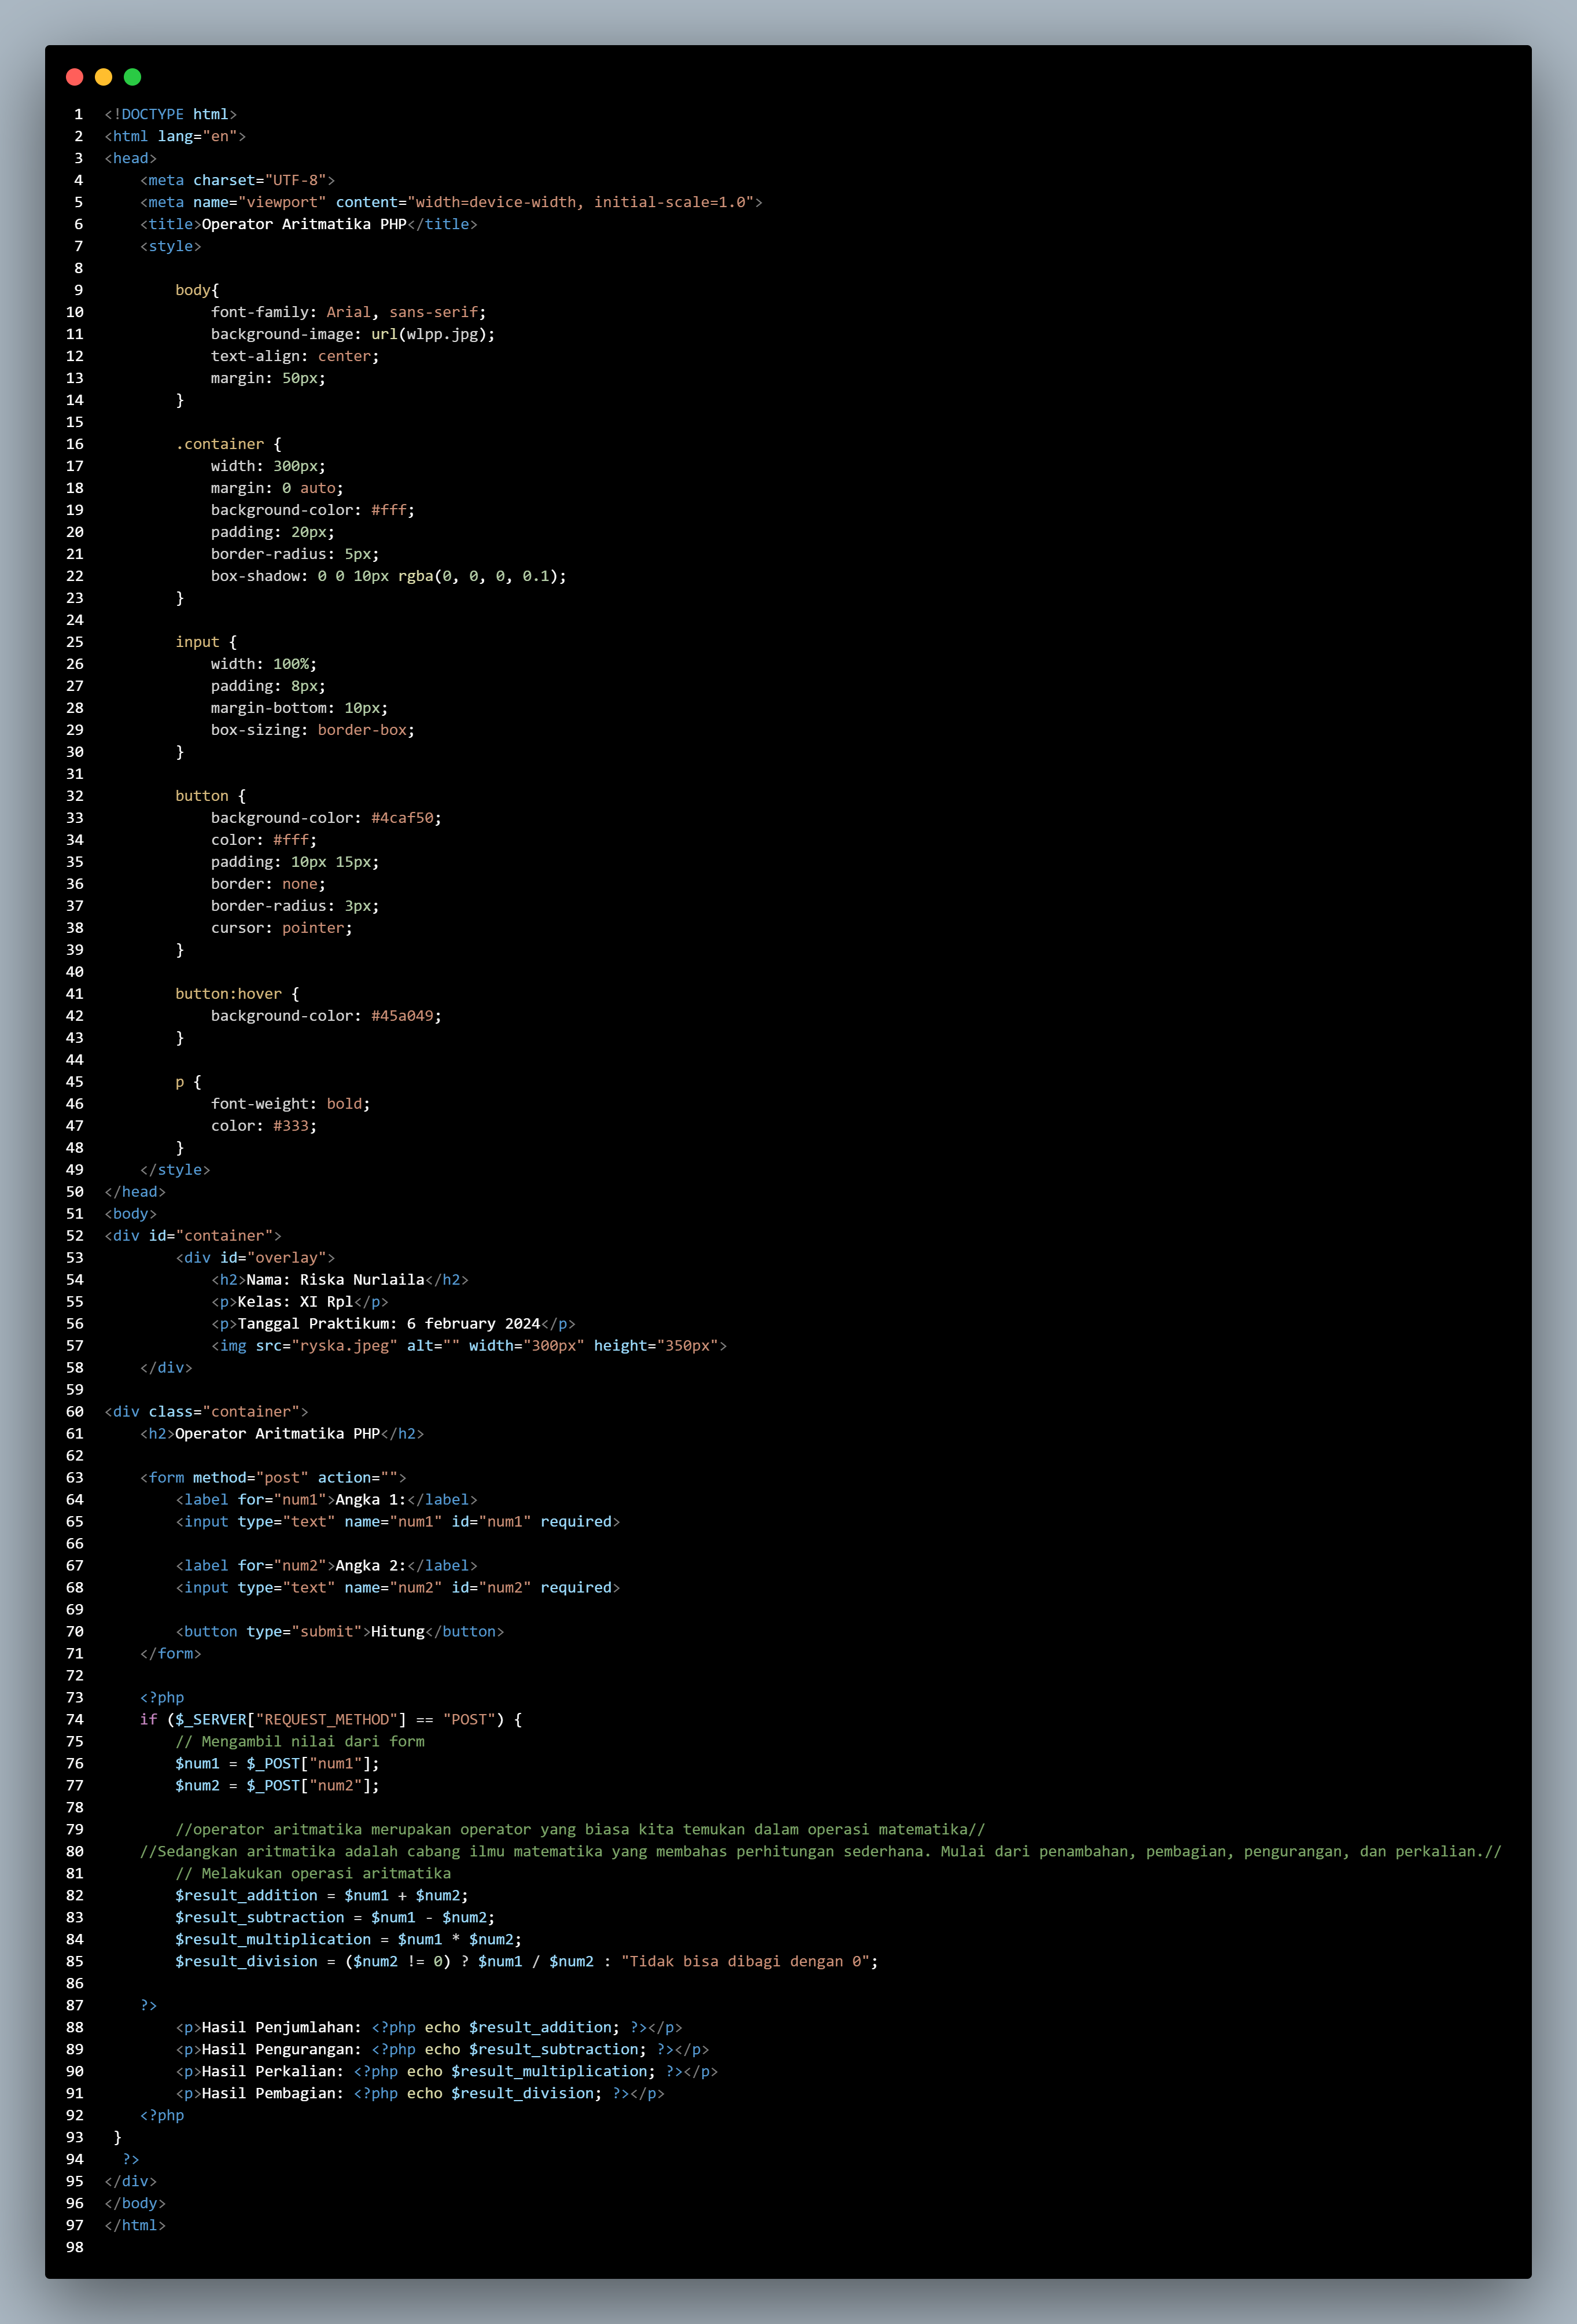 1 <!DOCTYPE html>
2 <html lang="en">
3 <head>
4     <meta charset="UTF-8">
5     <meta name="viewport" content="width=device-width, initial-scale=1.0">
6     <title>Operator Aritmatika PHP</title>
7     <style>
8
9         body{
10             font-family: Arial, sans-serif;
11             background-image: url(wlpp.jpg);
12             text-align: center;
13             margin: 50px;
14         }
15
16         .container {
17             width: 300px;
18             margin: 0 auto;
19             background-color: #fff;
20             padding: 20px;
21             border-radius: 5px;
22             box-shadow: 0 0 10px rgba(0, 0, 0, 0.1);
23         }
24
25         input {
26             width: 100%;
27             padding: 8px;
28             margin-bottom: 10px;
29             box-sizing: border-box;
30         }
31
32         button {
33             background-color: #4caf50;
34             color: #fff;
35             padding: 10px 15px;
36             border: none;
37             border-radius: 3px;
38             cursor: pointer;
39         }
40
41         button:hover {
42             background-color: #45a049;
43         }
44
45         p {
46             font-weight: bold;
47             color: #333;
48         }
49     </style>
50 </head>
51 <body>
52 <div id="container">
53         <div id="overlay">
54             <h2>Nama: Riska Nurlaila</h2>
55             <p>Kelas: XI Rpl</p>
56             <p>Tanggal Praktikum: 6 february 2024</p>
57             <img src="ryska.jpeg" alt="" width="300px" height="350px">
58     </div>
59
60 <div class="container">
61     <h2>Operator Aritmatika PHP</h2>
62
63     <form method="post" action="">
64         <label for="num1">Angka 1:</label>
65         <input type="text" name="num1" id="num1" required>
66
67         <label for="num2">Angka 2:</label>
68         <input type="text" name="num2" id="num2" required>
69
70         <button type="submit">Hitung</button>
71     </form>
72
73     <?php
74     if ($_SERVER["REQUEST_METHOD"] == "POST") {
75         // Mengambil nilai dari form
76         $num1 = $_POST["num1"];
77         $num2 = $_POST["num2"];
78
79         //operator aritmatika merupakan operator yang biasa kita temukan dalam operasi matematika//
80     //Sedangkan aritmatika adalah cabang ilmu matematika yang membahas perhitungan sederhana. Mulai dari penambahan, pembagian, pengurangan, dan perkalian.//
81         // Melakukan operasi aritmatika
82         $result_addition = $num1 + $num2;
83         $result_subtraction = $num1 - $num2;
84         $result_multiplication = $num1 * $num2;
85         $result_division = ($num2 != 0) ? $num1 / $num2 : "Tidak bisa dibagi dengan 0";
86
87     ?>
88         <p>Hasil Penjumlahan: <?php echo $result_addition; ?></p>
89         <p>Hasil Pengurangan: <?php echo $result_subtraction; ?></p>
90         <p>Hasil Perkalian: <?php echo $result_multiplication; ?></p>
91         <p>Hasil Pembagian: <?php echo $result_division; ?></p>
92     <?php
93  }
94   ?>
95 </div>
96 </body>
97 </html>
98